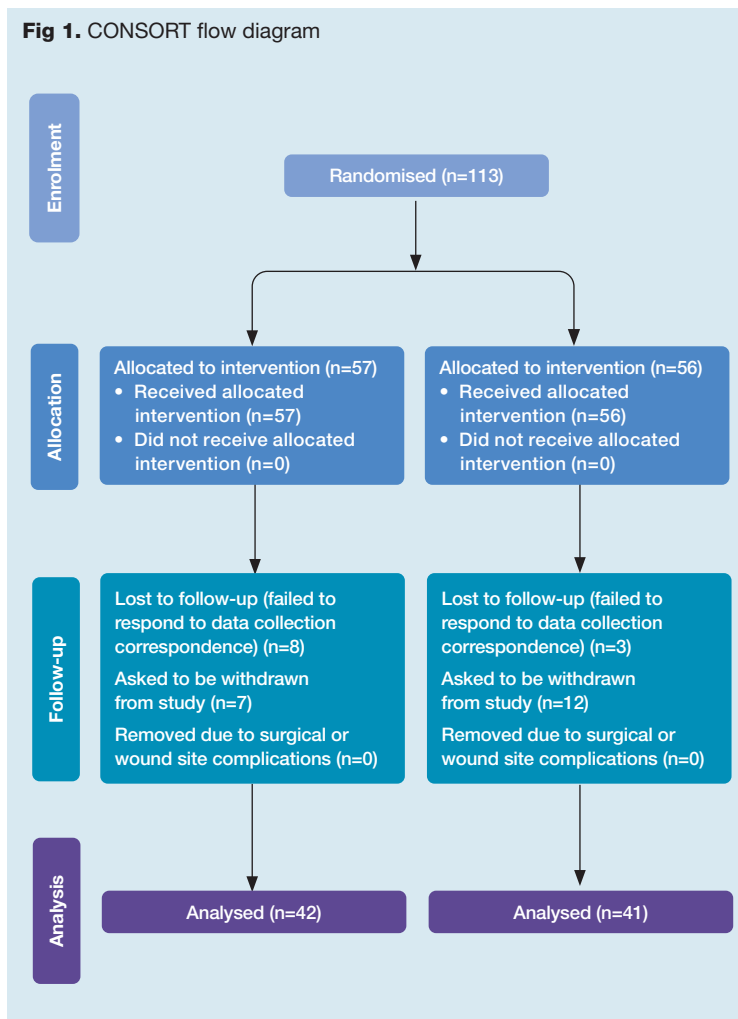 Fig 1. CONSORT flow diagram
Enrolment
Randomised (n=113)
Allocation
Allocated to intervention (n=57)
• Received allocated
intervention (n=57)
• Did not receive allocated
intervention (n=0)
Allocated to intervention (n=56)
• Received allocated
intervention (n=56)
• Did not receive allocated
intervention (n=0)
Follow-up
Lost to follow-up (failed to
respond to data collection
correspondence) (n=8)
Asked to be withdrawn
from study (n=7)
Removed due to surgical or
wound site complications (n=0)
Lost to follow-up (failed to
respond to data collection
correspondence) (n=3)
Asked to be withdrawn
from study (n=12)
Removed due to surgical or
wound site complications (n=0)
Analysis
Analysed (n=42)
Analysed (n=41)